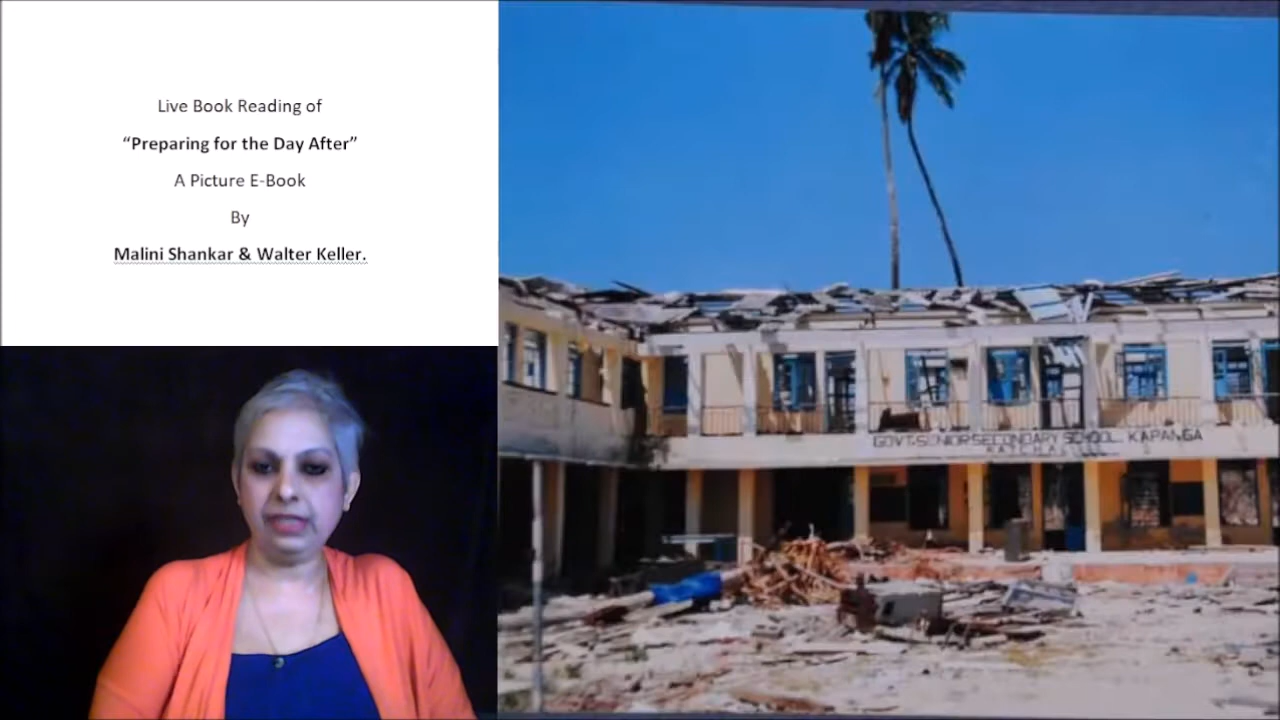 Live Book Reading of
“Preparing for the Day After”
A Picture E-Book
By
Malini Shankar & Walter Keller.
GOVT. SENIOR SECONDARY SCHOOL, KAPANGA